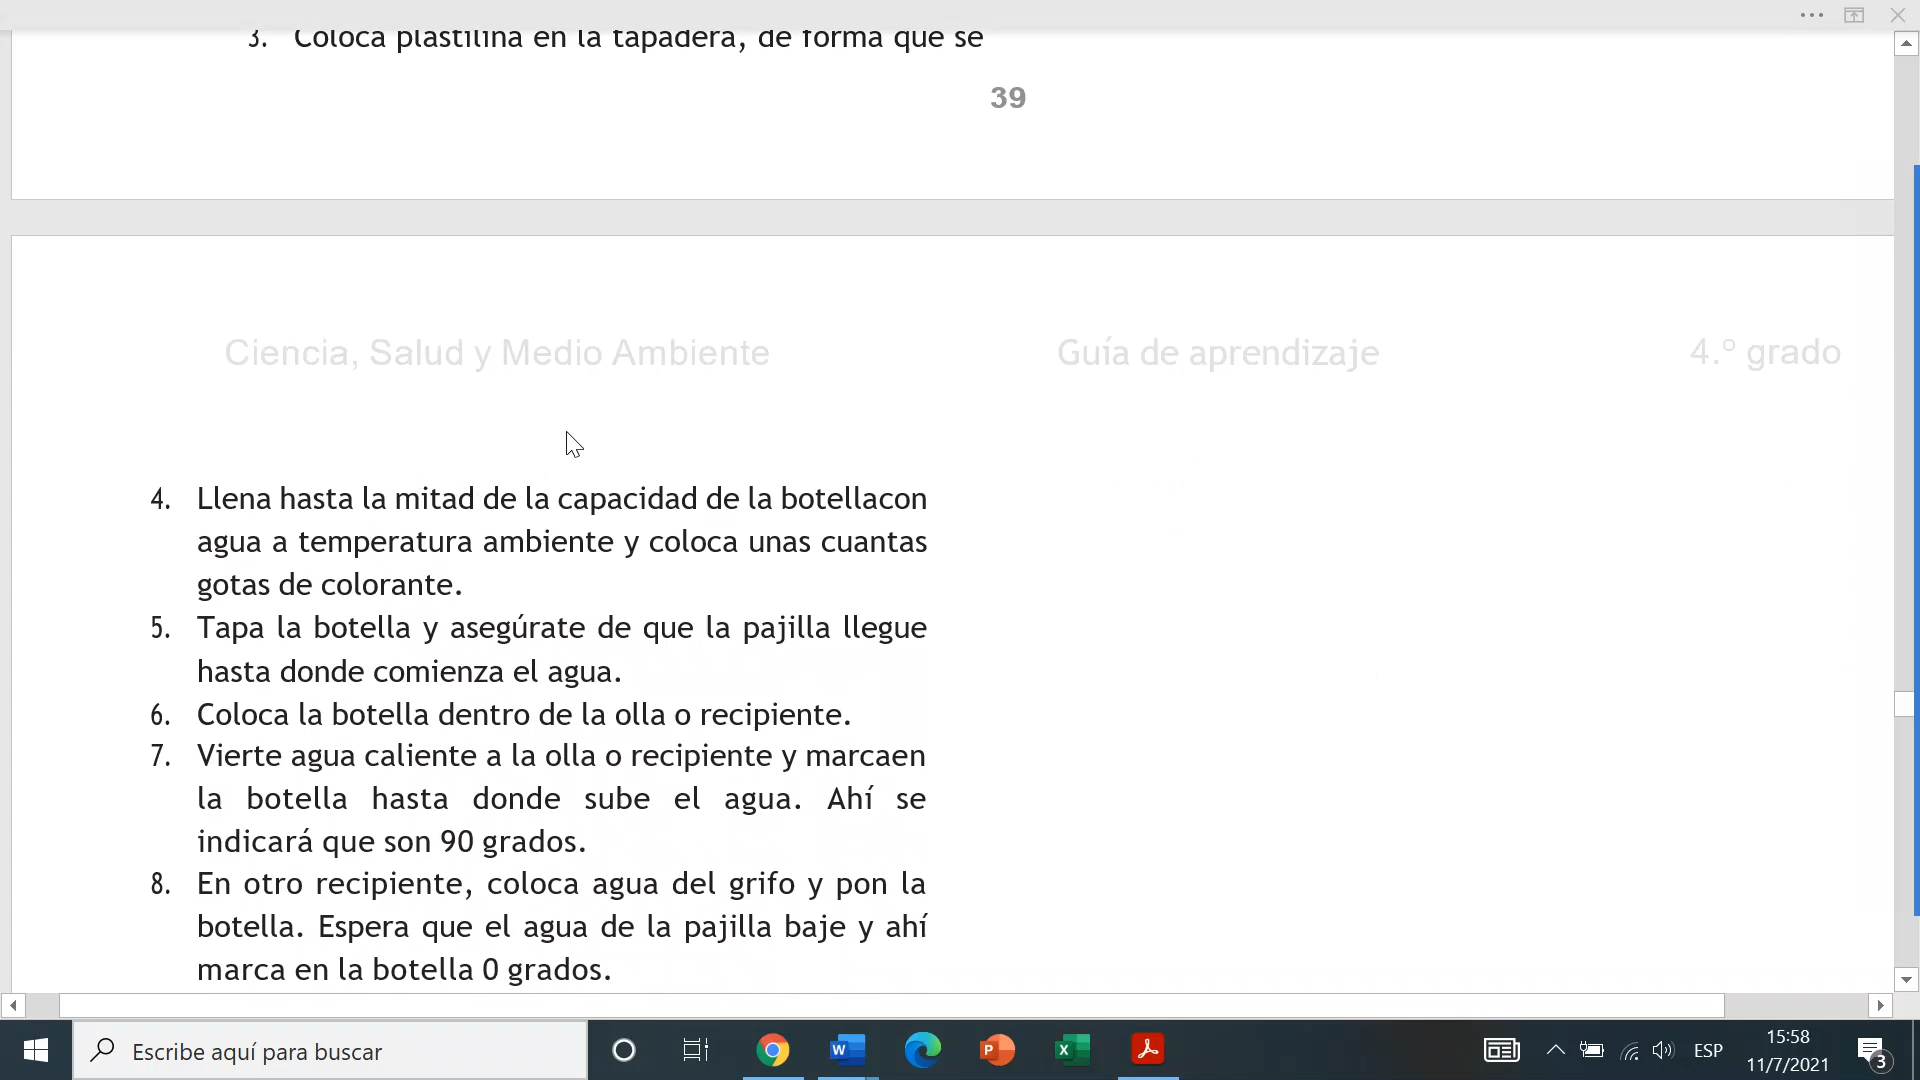 3. Coloca plastilina en la tapadera, de forma que se
39
Ciencia, Salud y Medio Ambiente Guía de aprendizaje 4.º grado
4. Llena hasta la mitad de la capacidad de la botellacon
agua a temperatura ambiente y coloca unas cuantas
gotas de colorante.
5. Tapa la botella y asegúrate de que la pajilla llegue
hasta donde comienza el agua.
6. Coloca la botella dentro de la olla o recipiente.
7. Vierte agua caliente a la olla o recipiente y marcaen
la botella hasta donde sube el agua. Ahí se
indicará que son 90 grados.
8. En otro recipiente, coloca agua del grifo y pon la
botella. Espera que el agua de la pajilla baje y ahí
marca en la botella 0 grados.
Escribe aquí para buscar
W
P
X
ESP
15:58
11/7/2021
3